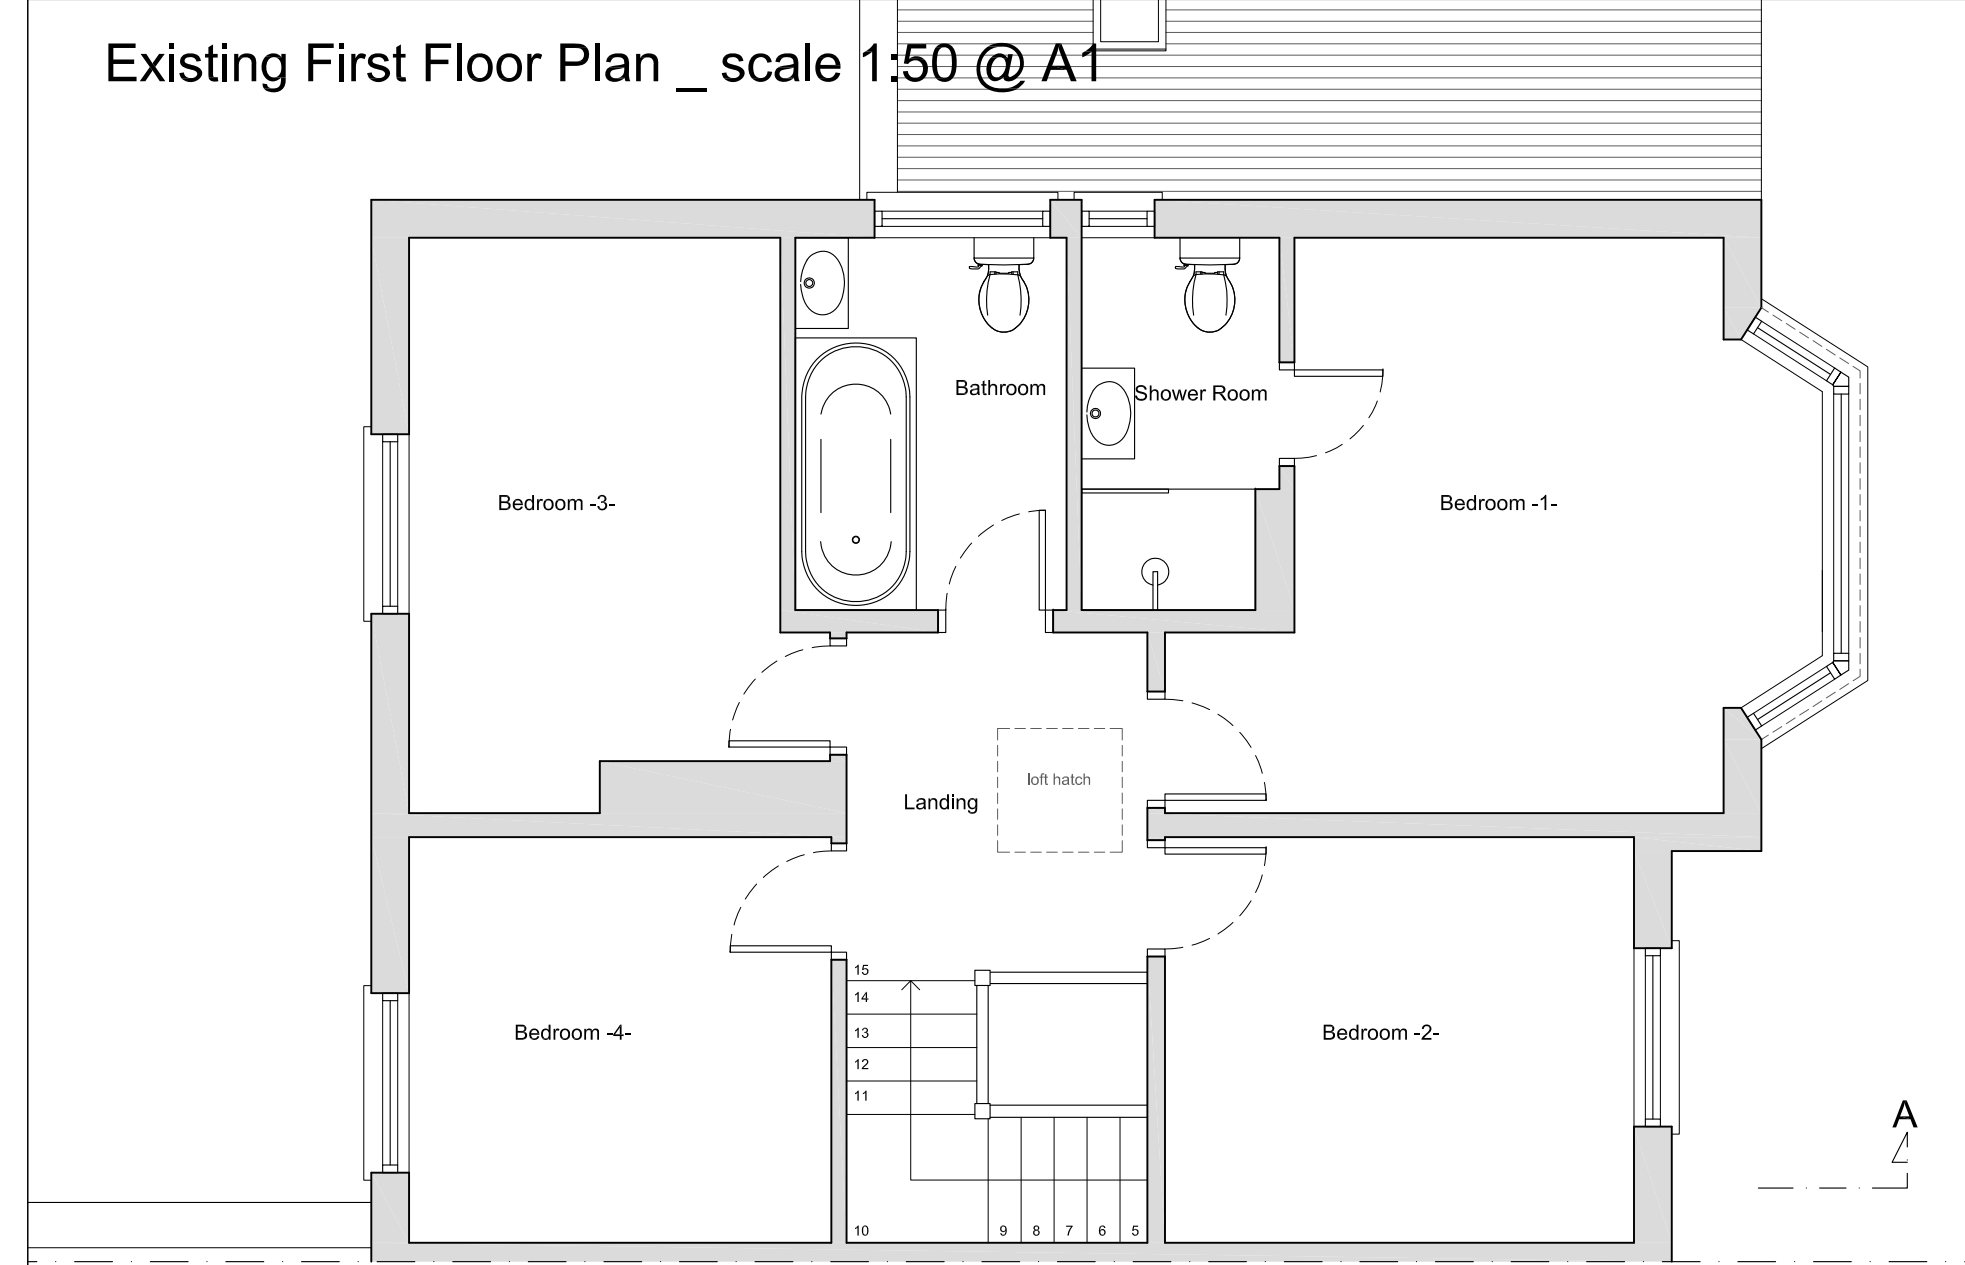 Existing First Floor Plan _ scale 1:50 @ A1
Bathroom
Shower Room
Bedroom -3-
Bedroom -1-
loft hatch
Landing
15
14
13
12
11
10
9 8 7 6 5
Bedroom -4-
Bedroom -2-
A